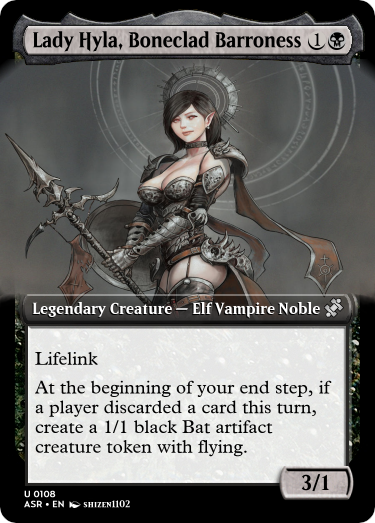 Lady Hyla, Boneclad Barroness 1
Legendary Creature — Elf Vampire Noble
Lifelink
At the beginning of your end step, if
a player discarded a card this turn,
create a 1/1 black Bat artifact
creature token with flying.
3/1
U 0108
ASR • EN SHIZEN1102